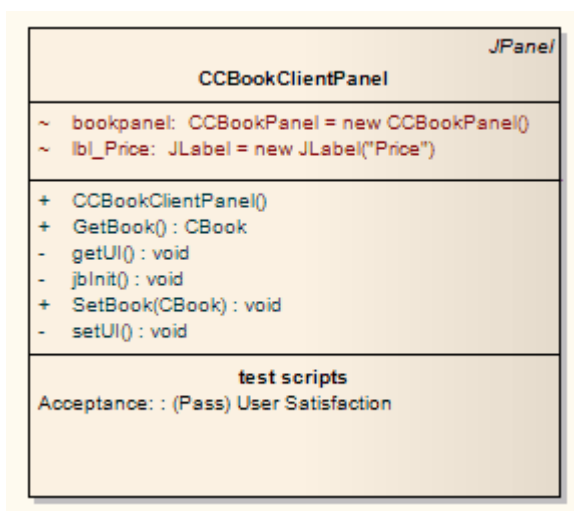 JPanel
CCBookClientPanel
~ bookpanel: CCBookPanel = new CCBookPanel()
~ lbl_Price: JLabel = new JLabel("Price")
+ CCBookClientPanel()
+ GetBook() : CBook
- getUI() : void
- jbInit() : void
+ SetBook(CBook) : void
- setUI() : void
test scripts
Acceptance: : (Pass) User Satisfaction